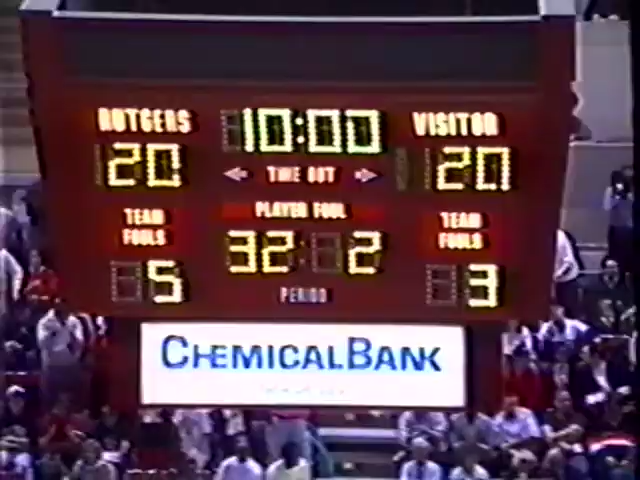 RUTGERS 10:00 VISITOR
20 TIME OUT 20
TEAM FOULS PLAYER FOUL TEAM FOULS
5 32 2 3
PERIOD
CHEMICALBANK